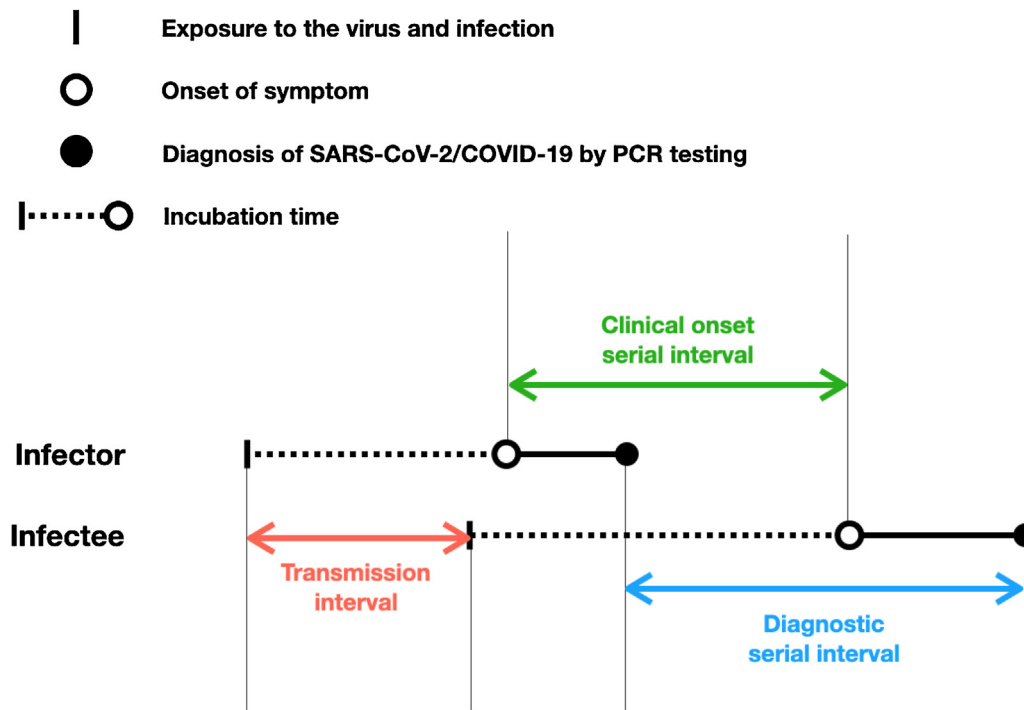 Exposure to the virus and infection
Onset of symptom
Diagnosis of SARS-CoV-2/COVID-19 by PCR testing
Incubation time
Clinical onset
serial interval
Infector
Infectee
Transmission
interval
Diagnostic
serial interval